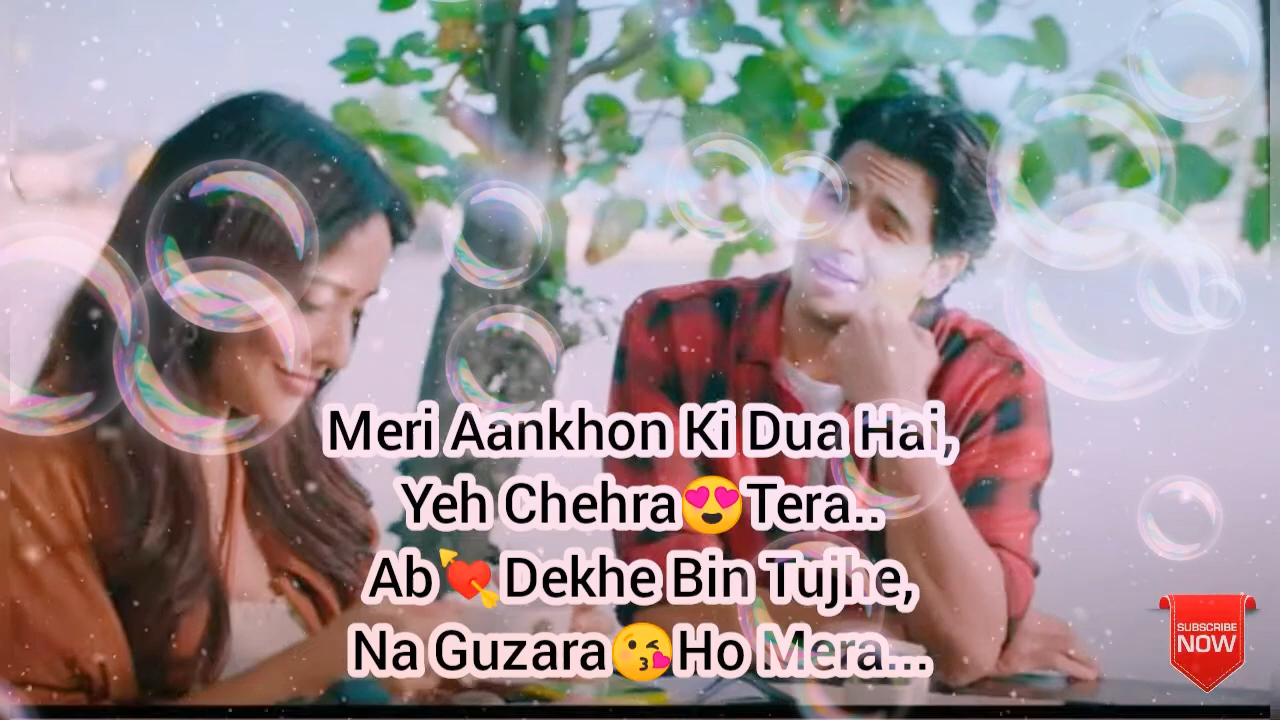 Meri Aankhon Ki Dua Hai,
Yeh Chehra😍Tera..
Ab💘Dekhe Bin Tujhe,
Na Guzara😘Ho Mera...
SUBSCRIBE
NOW